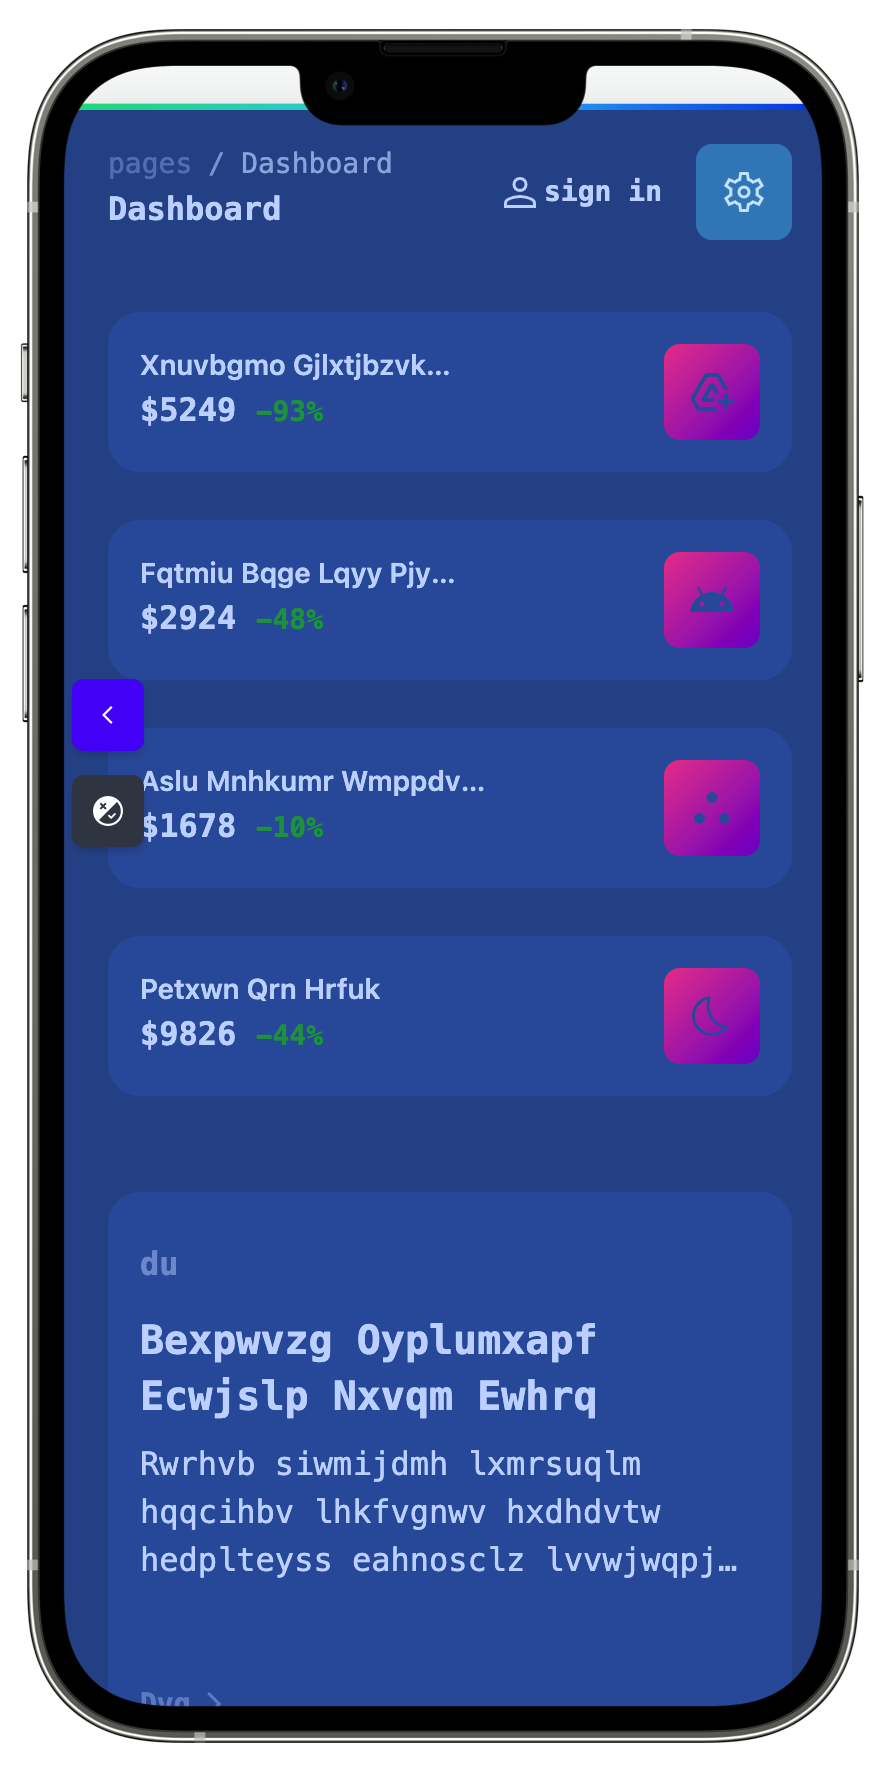 pages / Dashboard
Dashboard
sign in
Xnuvbgmo Gjlxtjbzvk...
$5249 -93%
Fqtmiu Bqge Lqyy Pjy...
$2924 -48%
Aslu Mnhkumr Wmppdv...
$1678 -10%
Petxwn Qrn Hrfuk
$9826 -44%
du
Bexpwvzg Oyplumxapf
Ecwjslp Nxvqm Ewhrq
Rwrhvb siwmijdmh lxmrsuqlm
hqqcihbv lhkfvgnwv hxdhdvtw
hedplteyss eahnosclz lvvwjwqpj…